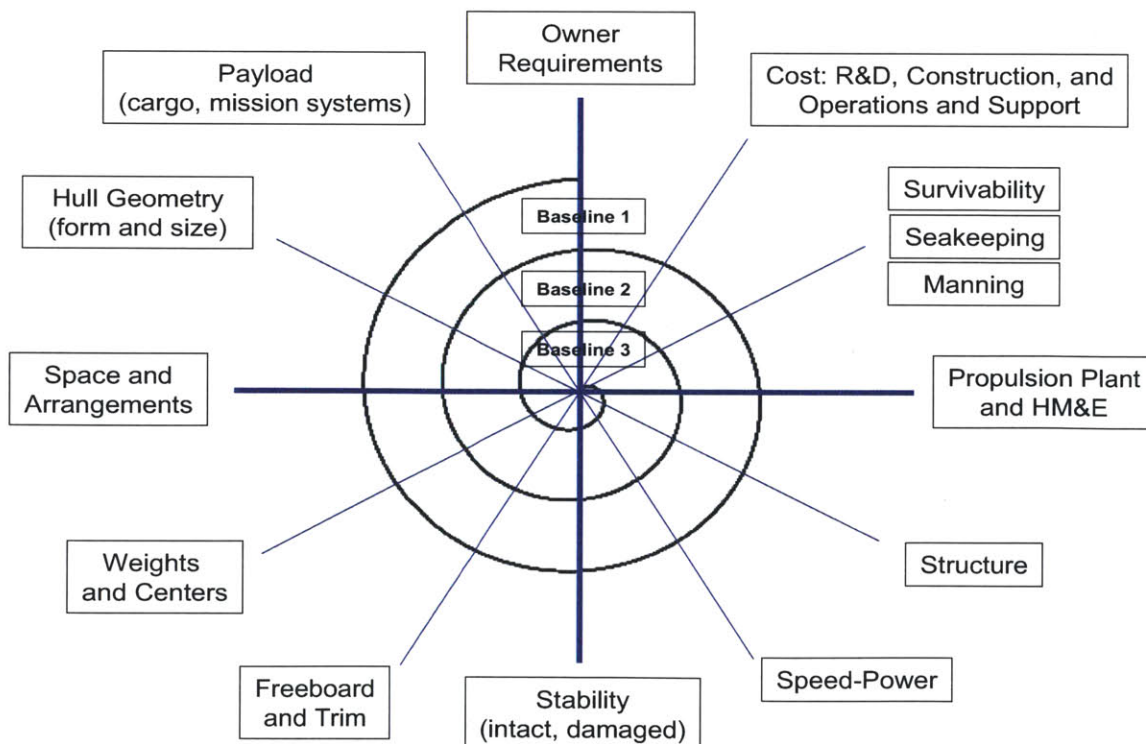 Owner
Requirements
Payload
(cargo, mission systems)
Cost: R&D, Construction, and
Operations and Support
Hull Geometry
(form and size)
Survivability
Seakeeping
Manning
Baseline 1
Baseline 2
Baseline 3
Space and
Arrangements
Propulsion Plant
and HM&E
Weights
and Centers
Structure
Freeboard
and Trim
Stability
(intact, damaged)
Speed-Power